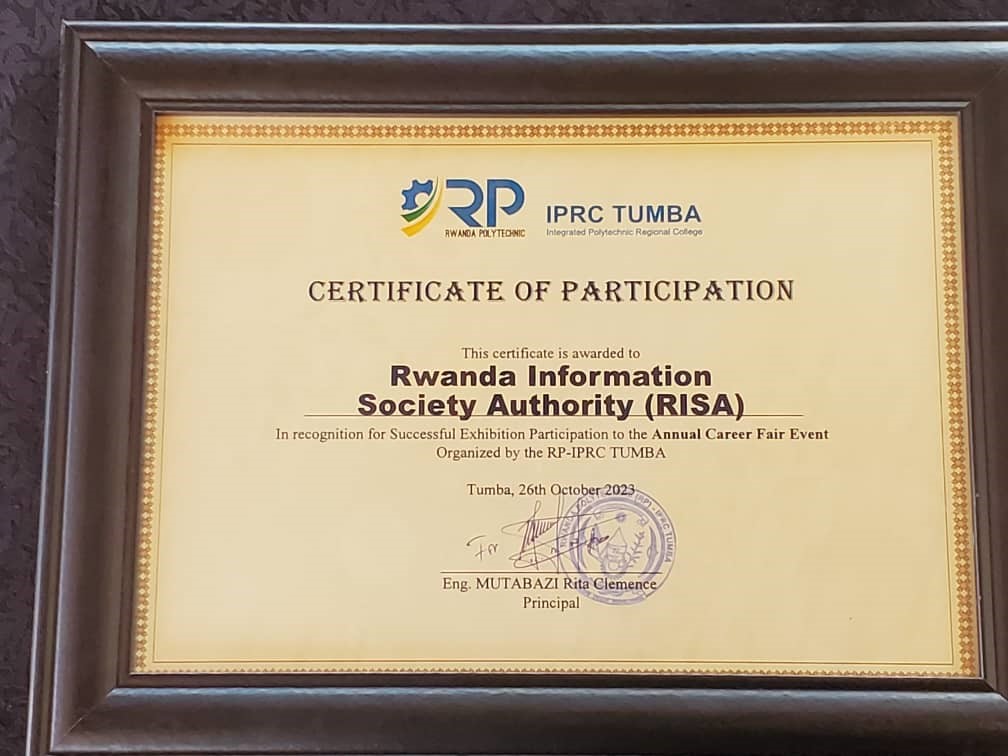 RP
RWANDA POLYTECHNIC
IPRC TUMBA
Integrated Polytechnic Regional College
CERTIFICATE OF PARTICIPATION
This certificate is awarded to
Rwanda Information
Society Authority (RISA)
In recognition for Successful Exhibition Participation to the Annual Career Fair Event
Organized by the RP-IPRC TUMBA
Tumba, 26th October 2023
For
Eng. MUTABAZI Rita Clemence
Principal